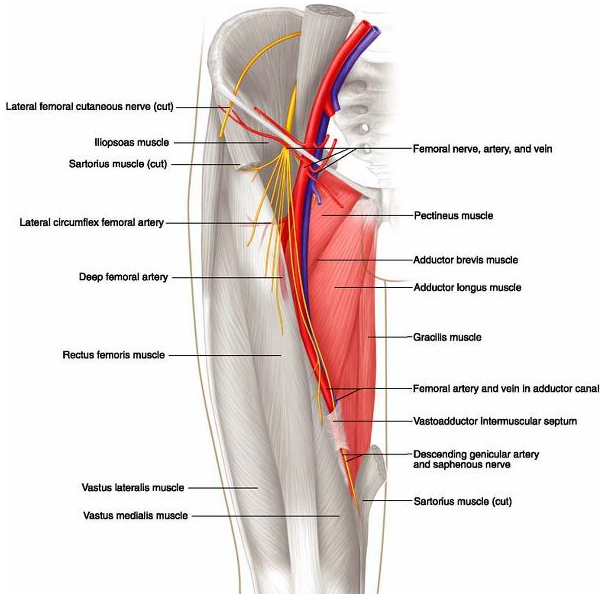 Lateral femoral cutaneous nerve (cut)
Iliopsoas muscle
Sartorius muscle (cut)
Lateral circumflex femoral artery
Deep femoral artery
Rectus femoris muscle
Vastus lateralis muscle
Vastus medialis muscle
Femoral nerve, artery, and vein
Pectineus muscle
Adductor brevis muscle
Adductor longus muscle
Gracilis muscle
Femoral artery and vein in adductor canal
Vastoadductor intermuscular septum
Descending genicular artery
and saphenous nerve
Sartorius muscle (cut)